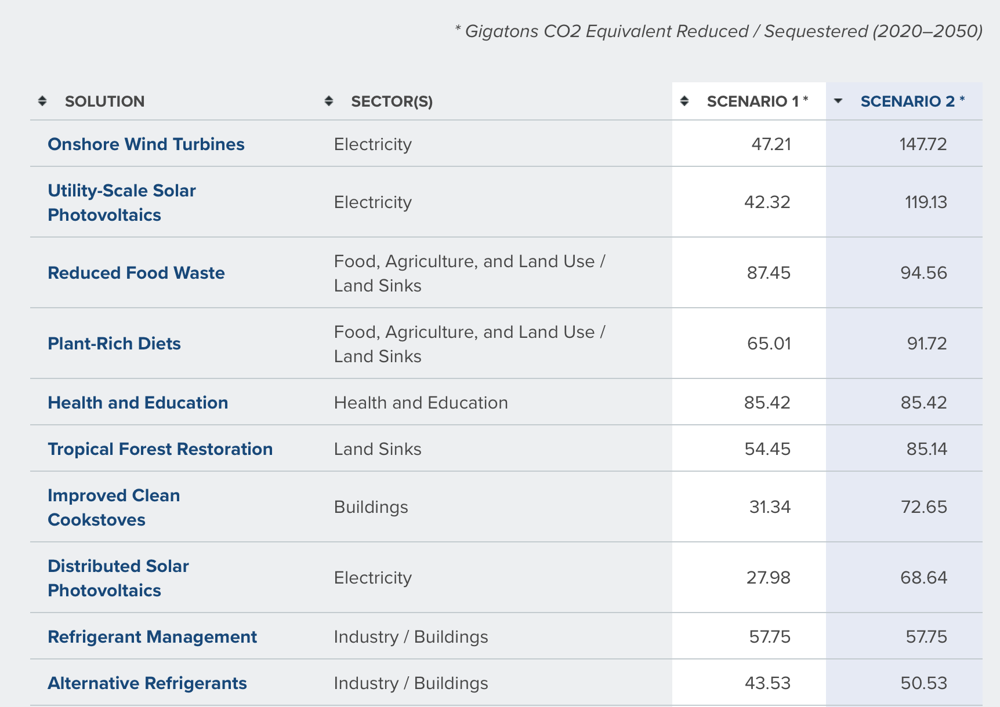 * Gigatons CO2 Equivalent Reduced / Sequestered (2020–2050)
SOLUTION SECTOR(S) SCENARIO 1 * SCENARIO 2 *
Onshore Wind Turbines Electricity 47.21 147.72
Utility-Scale Solar
Photovoltaics Electricity 42.32 119.13
Reduced Food Waste Food, Agriculture, and Land Use /
Land Sinks 87.45 94.56
Plant-Rich Diets Food, Agriculture, and Land Use /
Land Sinks 65.01 91.72
Health and Education Health and Education 85.42 85.42
Tropical Forest Restoration Land Sinks 54.45 85.14
Improved Clean
Cookstoves Buildings 31.34 72.65
Distributed Solar
Photovoltaics Electricity 27.98 68.64
Refrigerant Management Industry / Buildings 57.75 57.75
Alternative Refrigerants Industry / Buildings 43.53 50.53